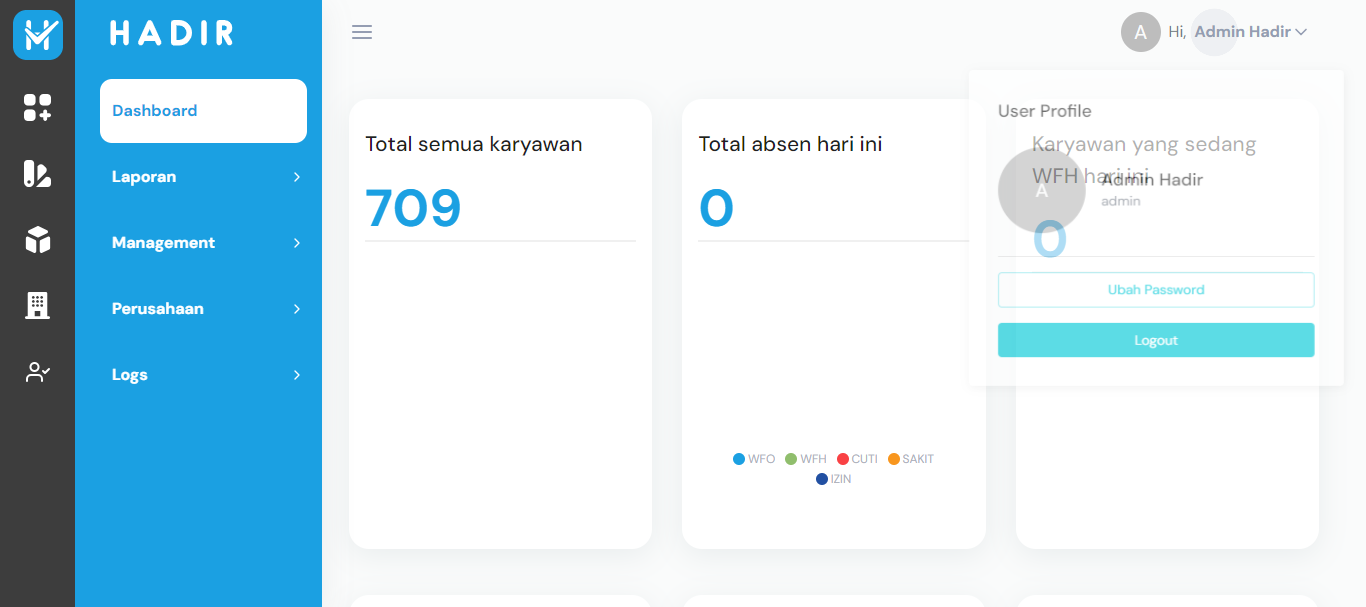 HADIR
A Hi, Admin Hadir
Dashboard
Laporan
Management
Perusahaan
Logs
Total semua karyawan
709
Total absen hari ini
0
WFO WFH CUTI SAKIT
IZIN
Karyawan yang sedang
WFH hari ini
0
User Profile
A
Admin Hadir
admin
Ubah Password
Logout